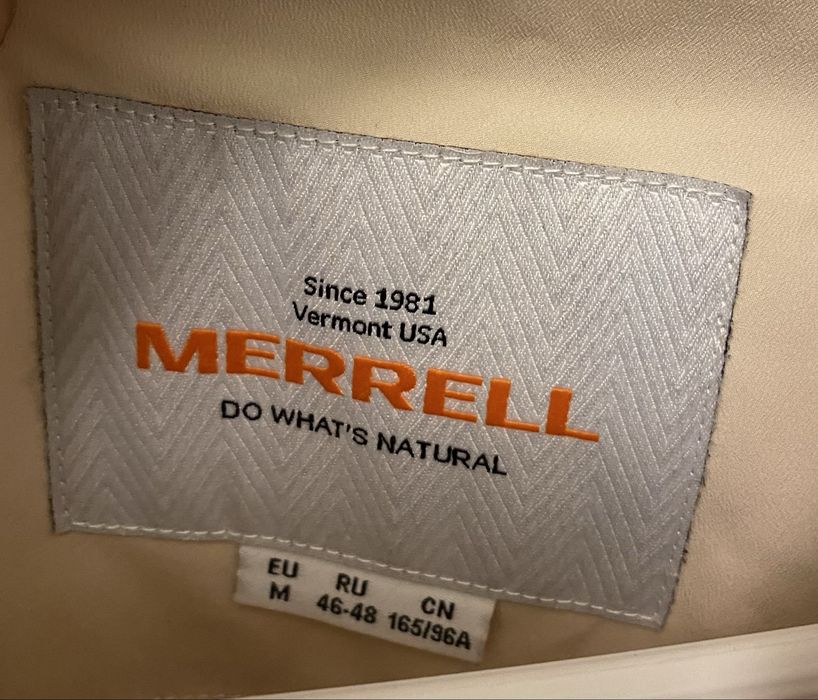 Since 1981
Vermont USA
MERRELL
DO WHAT'S NATURAL
EU RU CN
M 46-48 165/96A